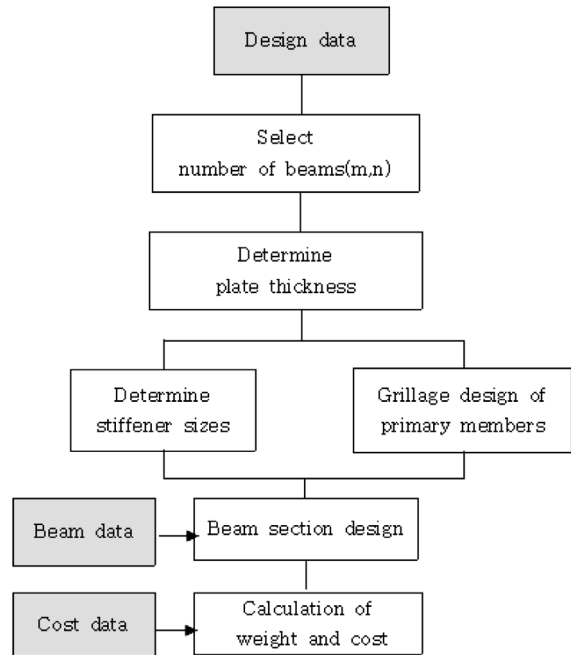 Design data
Select
number of beams(m,n)
Determine
plate thickness
Determine
stiffener sizes
Grillage design of
primary members
Beam data
Beam section design
Cost data
Calculation of
weight and cost